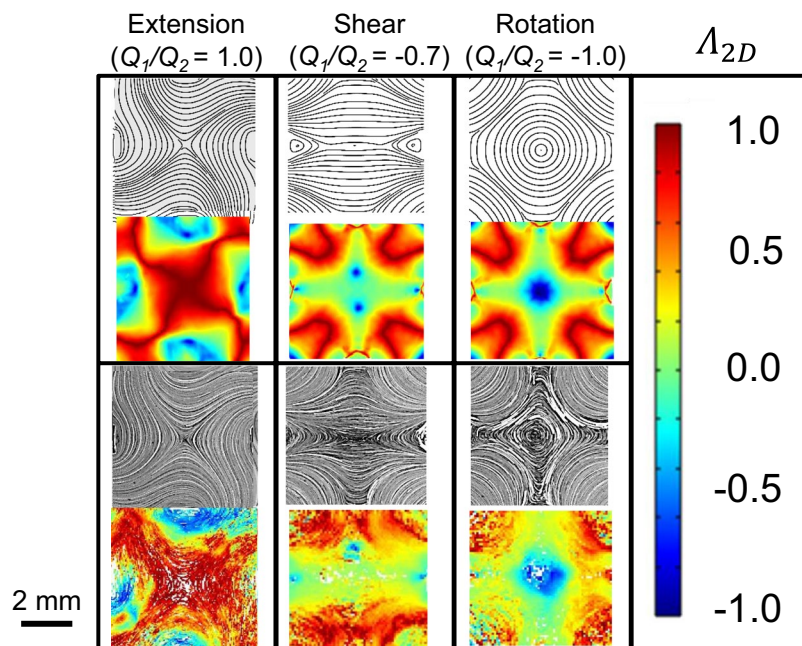 Extension Shear Rotation
(Q1/Q2 = 1.0) (Q1/Q2 = -0.7) (Q1/Q2 = -1.0)
Λ2D
1.0
0.5
0.0
-0.5
-1.0
2 mm